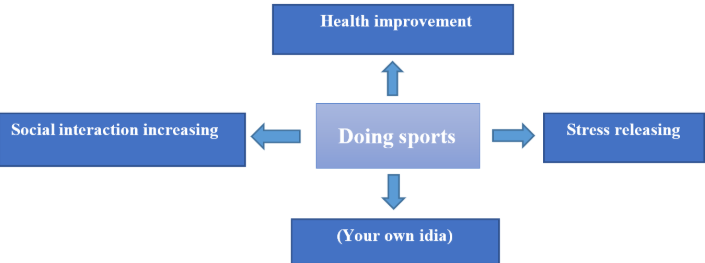 Health improvement
Social interaction increasing
Doing sports
Stress releasing
(Your own idia)